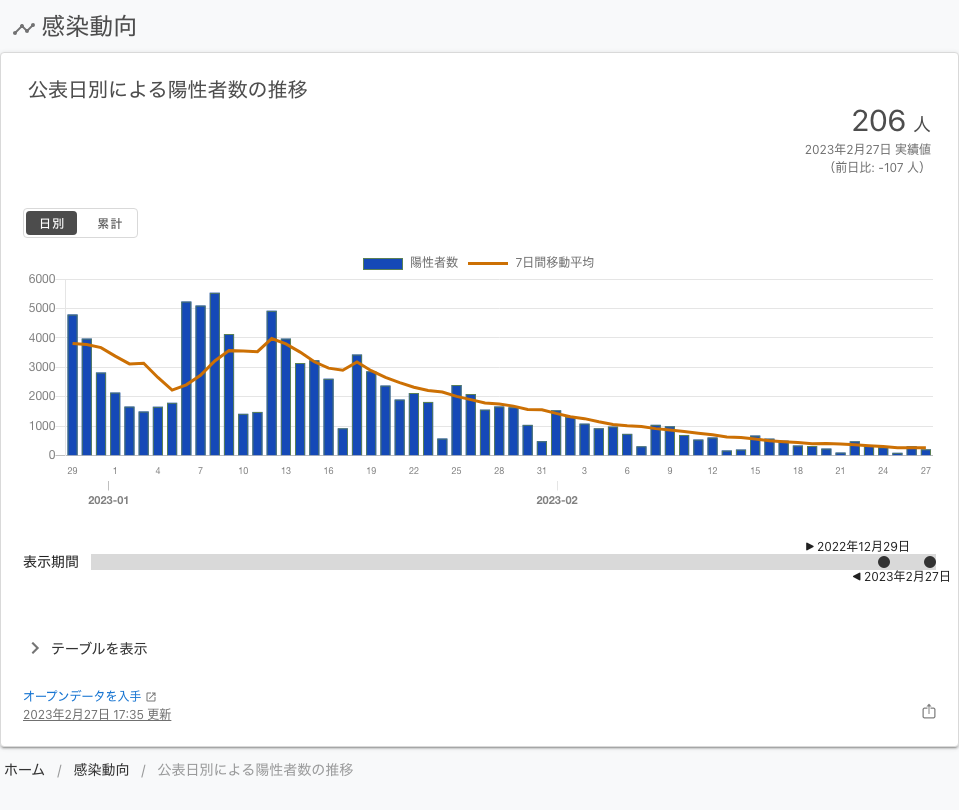 感染動向
公表日別による陽性者数の推移
206 人
2023年2月27日 実績値
（前日比: -107 人）
日別 累計
陽性者数 7日間移動平均
6000
5000
4000
3000
2000
1000
0
29 1 4 7 10 13 16 19 22 25 28 31 3 6 9 12 15 18 21 24 27
2023-01 2023-02
2022年12月29日
表示期間
2023年2月27日
テーブルを表示
オープンデータを入手
2023年2月27日 17:35 更新
ホーム / 感染動向 / 公表日別による陽性者数の推移